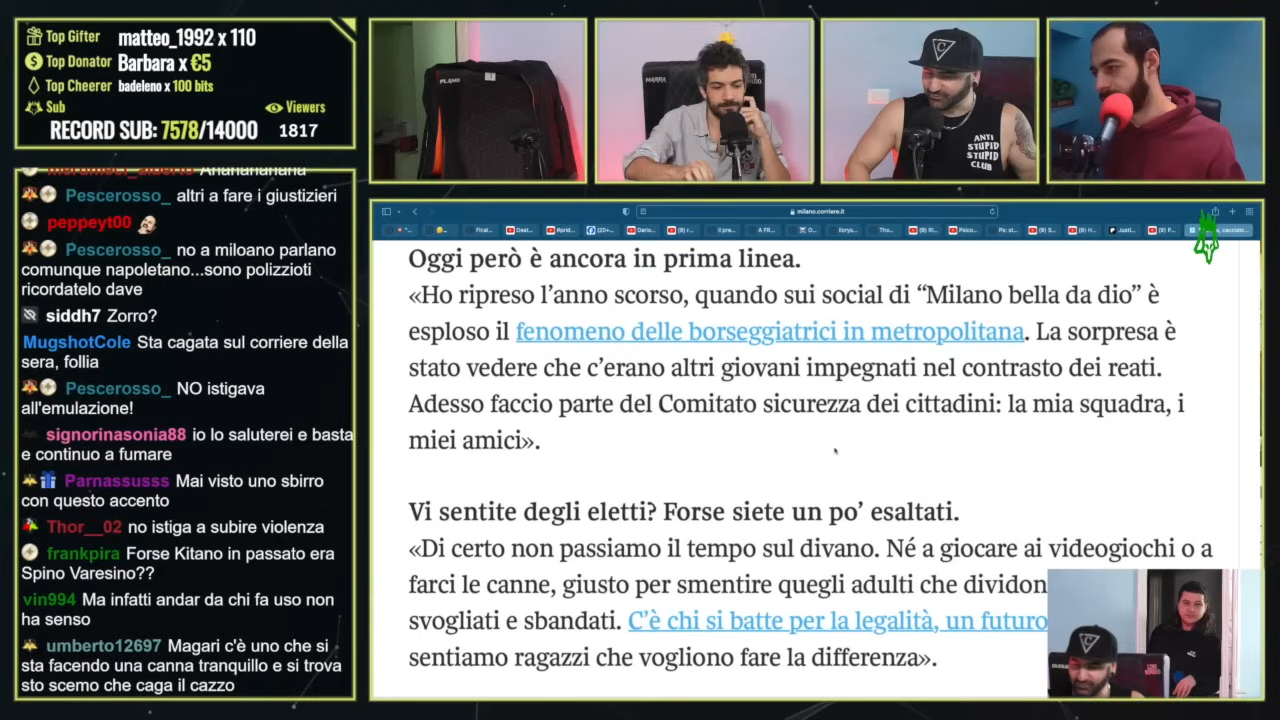 Top Gifter matteo_1992 x 110
Top Donator Barbara x €5
Top Cheerer badeleno x 100 bits
Sub Viewers
RECORD SUB: 7578/14000 1817
Pescerosso_ altri a fare i giustizieri
peppeyt00
Pescerosso_ no a miloano parlano
comunque napoletano...sono polizzioti
ricordatelo dave
siddh7 Zorro?
MugshotCole Sta cagata sul corriere della
sera, follia
Pescerosso_ NO istigava
all'emulazione!
signorinasonia88 io lo saluterei e basta
e continuo a fumare
Parnassusss Mai visto uno sbirro
con questo accento
Thor__02 no istiga a subire violenza
frankpira Forse Kitano in passato era
Spino Varesino??
vin994 Ma infatti andar da chi fa uso non
ha senso
umberto12697 Magari c'è uno che si
sta facendo una canna tranquillo e si trova
sto scemo che caga il cazzo
ANTI
STUPID
STUPID
CLUB
milano.corriere.it
Oggi però è ancora in prima linea.
«Ho ripreso l’anno scorso, quando sui social di “Milano bella da dio” è
esploso il fenomeno delle borseggiatrici in metropolitana. La sorpresa è
stato vedere che c’erano altri giovani impegnati nel contrasto dei reati.
Adesso faccio parte del Comitato sicurezza dei cittadini: la mia squadra, i
miei amici».
Vi sentite degli eletti? Forse siete un po’ esaltati.
«Di certo non passiamo il tempo sul divano. Né a giocare ai videogiochi o a
farci le canne, giusto per smentire quegli adulti che dividon
svogliati e sbandati. C’è chi si batte per la legalità, un futuro
sentiamo ragazzi che vogliono fare la differenza».